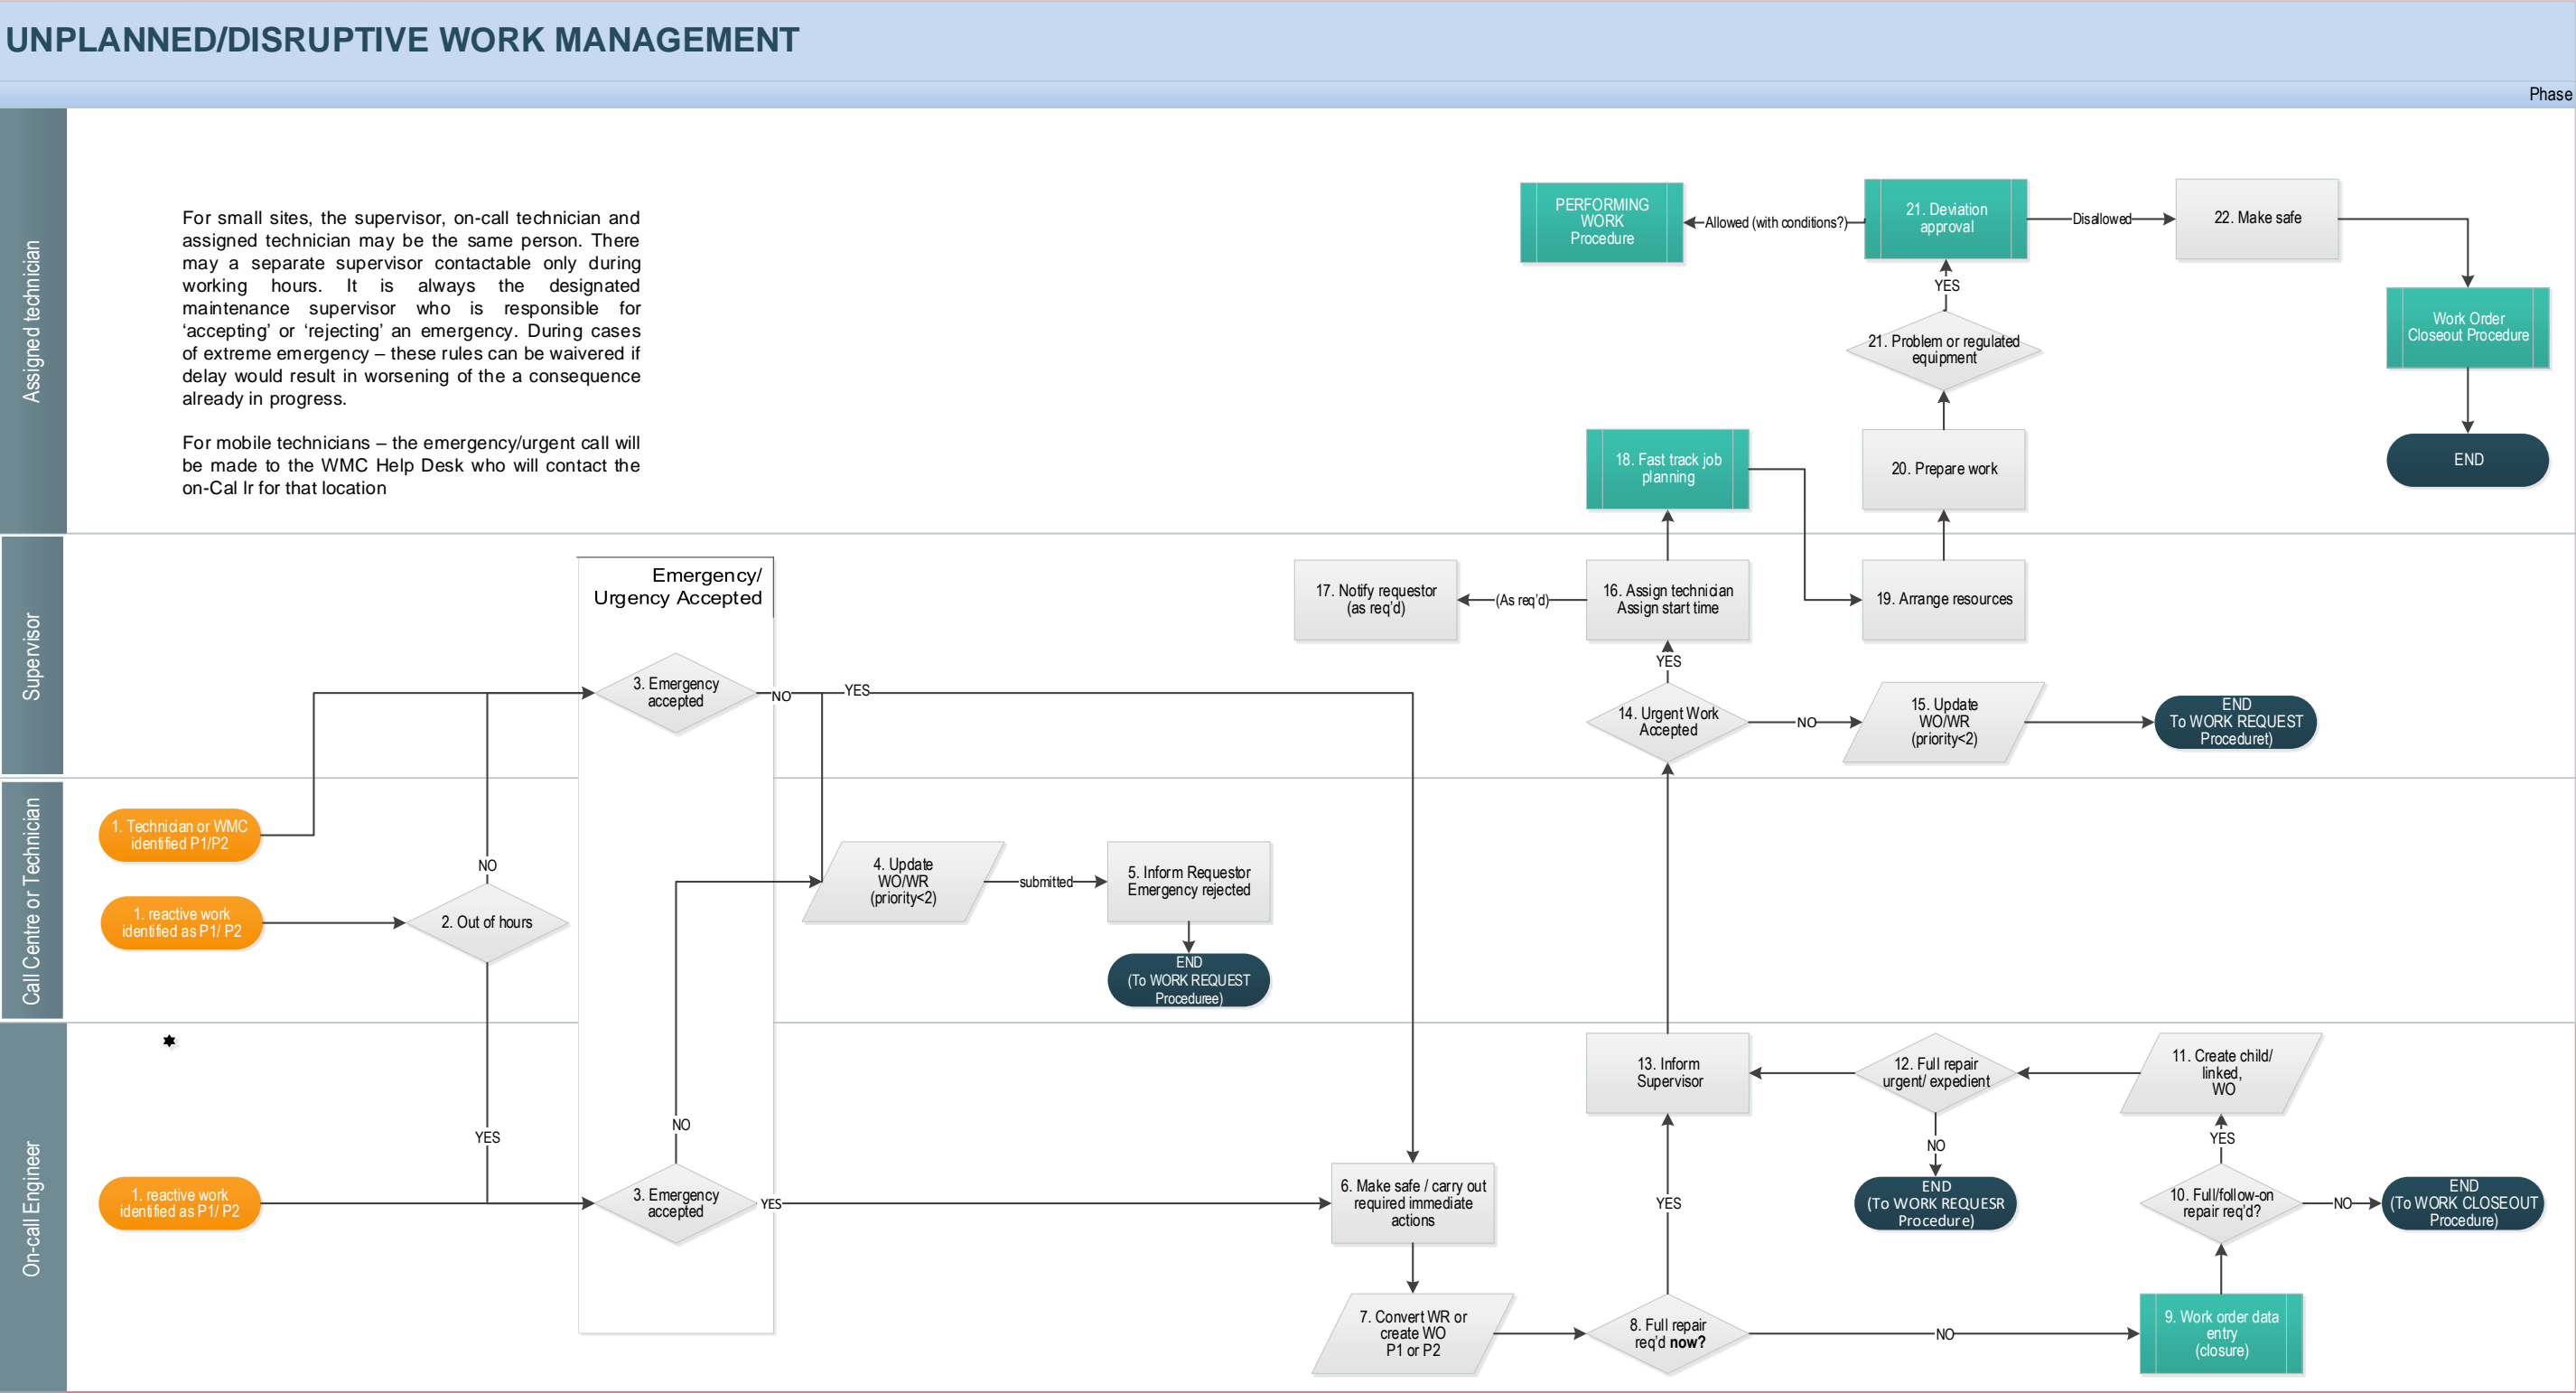 UNPLANNED/DISRUPTIVE WORK MANAGEMENT
Phase
Assigned technician
For small sites, the supervisor, on-call technician and
assigned technician may be the same person. There
may a separate supervisor contactable only during
working hours. It is always the designated
maintenance supervisor who is responsible for
‘accepting’ or ‘rejecting’ an emergency. During cases
of extreme emergency – these rules can be waivered if
delay would result in worsening of the a consequence
already in progress.
For mobile technicians – the emergency/urgent call will
be made to the WMC Help Desk who will contact the
on-Cal lr for that location
PERFORMING
WORK
Procedure
Allowed (with conditions?)
21. Deviation
approval
Disallowed
22. Make safe
YES
21. Problem or regulated
equipment
Work Order
Closeout Procedure
18. Fast track job
planning
20. Prepare work
END
Supervisor
Emergency/
Urgency Accepted
3. Emergency
accepted
NO
YES
17. Notify requestor
(as req'd)
(As req'd)
16. Assign technician
Assign start time
19. Arrange resources
YES
14. Urgent Work
Accepted
NO
15. Update
WO/WR
(priority<2)
END
To WORK REQUEST
Proceduret)
Call Centre or Technician
1. Technician or WMC
identified P1/P2
NO
1. reactive work
identified as P1/ P2
2. Out of hours
4. Update
WO/WR
(priority<2)
submitted
5. Inform Requestor
Emergency rejected
END
(To WORK REQUEST
Proceduree)
On-call Engineer
YES
NO
1. reactive work
identified as P1/ P2
3. Emergency
accepted
YES
6. Make safe / carry out
required immediate
actions
7. Convert WR or
create WO
P1 or P2
8. Full repair
req'd now?
YES
NO
13. Inform
Supervisor
12. Full repair
urgent/ expedient
NO
END
(To WORK REQUESR
Procedure)
11. Create child/
linked,
WO
YES
10. Full/follow-on
repair req'd?
NO
END
(To WORK CLOSEOUT
Procedure)
9. Work order data
entry
(closure)